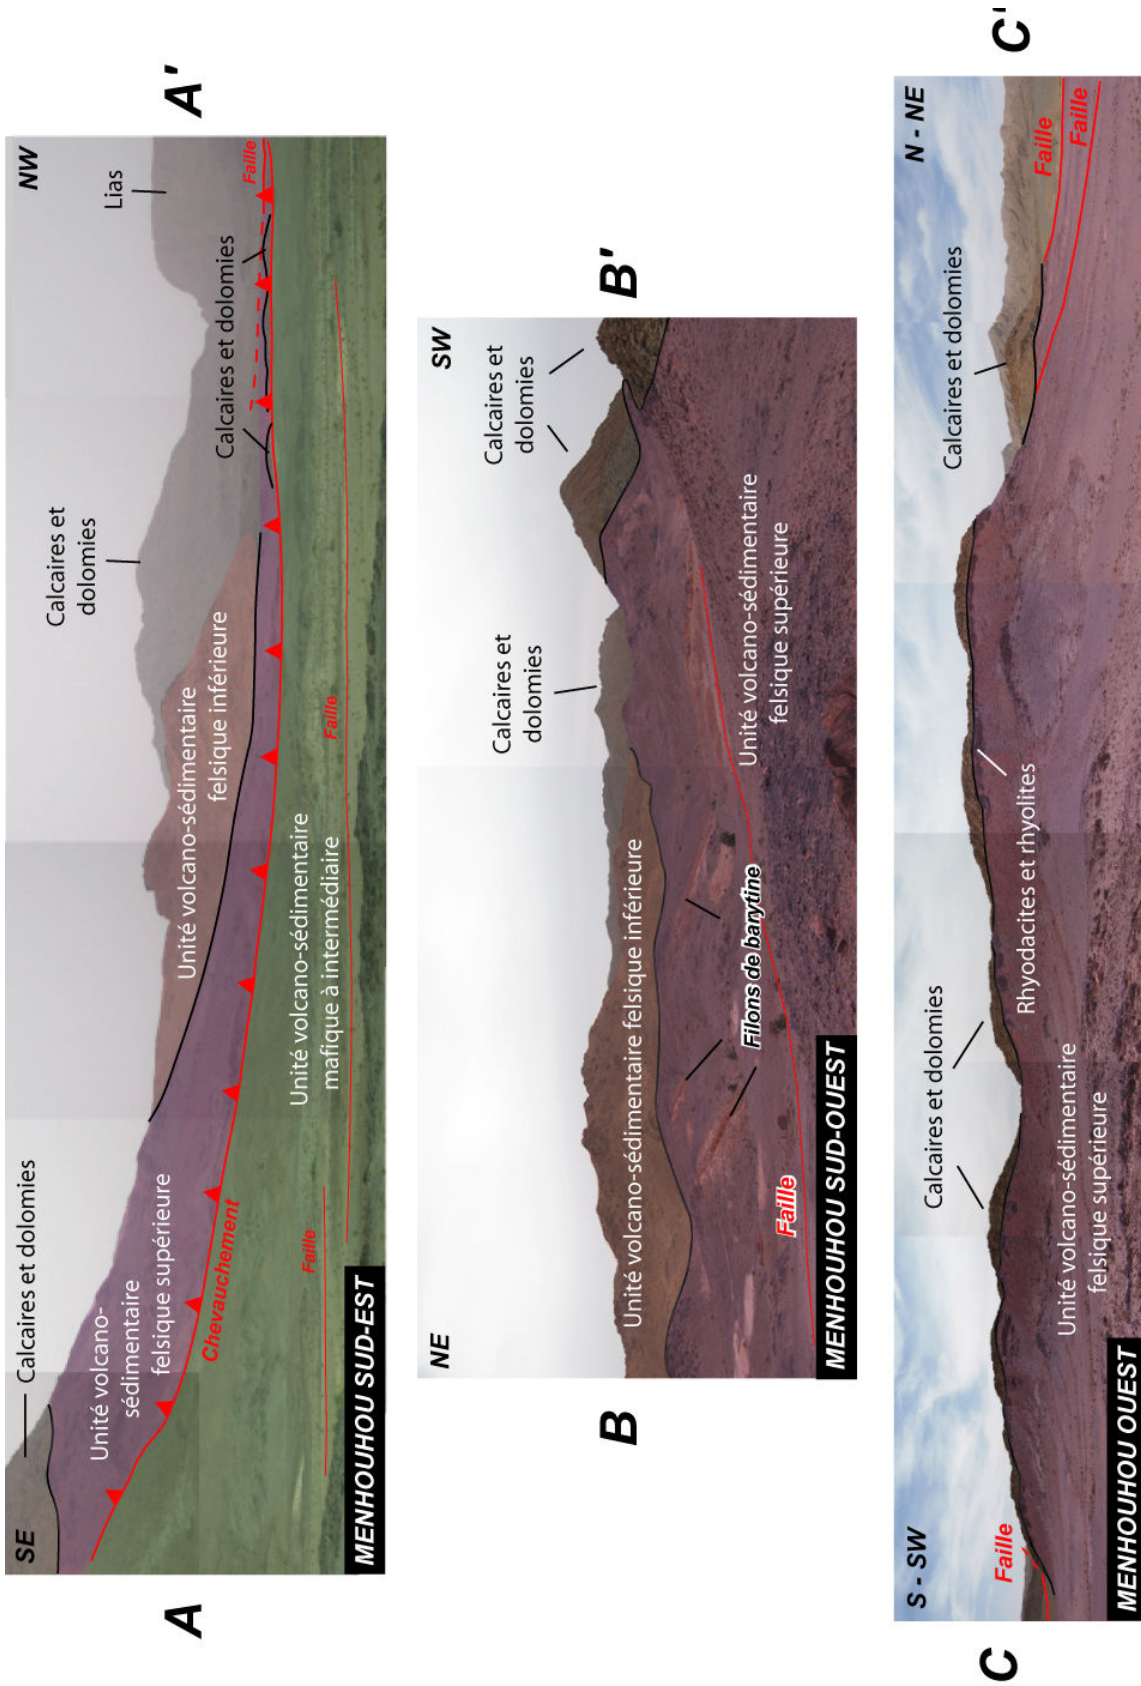 A
A'
SE
NW
Calcaires et dolomies
Calcaires et
dolomies
Lias
Unité volcano-
sédimentaire
felsique supérieure
Unité volcano-sédimentaire
felsique inférieure
Calcaires et dolomies
Faille
Chevauchement
Unité volcano-sédimentaire
mafique à intermédiaire
Faille
Faille
MENHOUHOU SUD-EST
B
B'
NE
SW
Calcaires et
dolomies
Calcaires et
dolomies
Unité volcano-sédimentaire felsique inférieure
Filons de barytine
Unité volcano-sédimentaire
felsique supérieure
Faille
MENHOUHOU SUD-OUEST
C
C'
S - SW
N - NE
Faille
Calcaires et dolomies
Calcaires et dolomies
Rhyodacites et rhyolites
Unité volcano-sédimentaire
felsique supérieure
Faille
Faille
MENHOUHOU OUEST